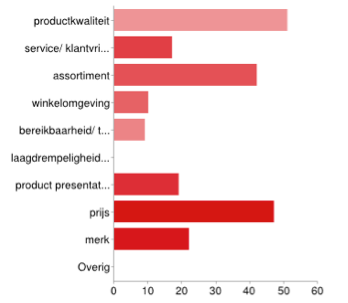 productkwaliteit
service/ klantvri...
assortiment
winkelomgeving
bereikbaarheid/ t...
laagdrempeligheid...
product presentat...
prijs
merk
Overig
0 10 20 30 40 50 60